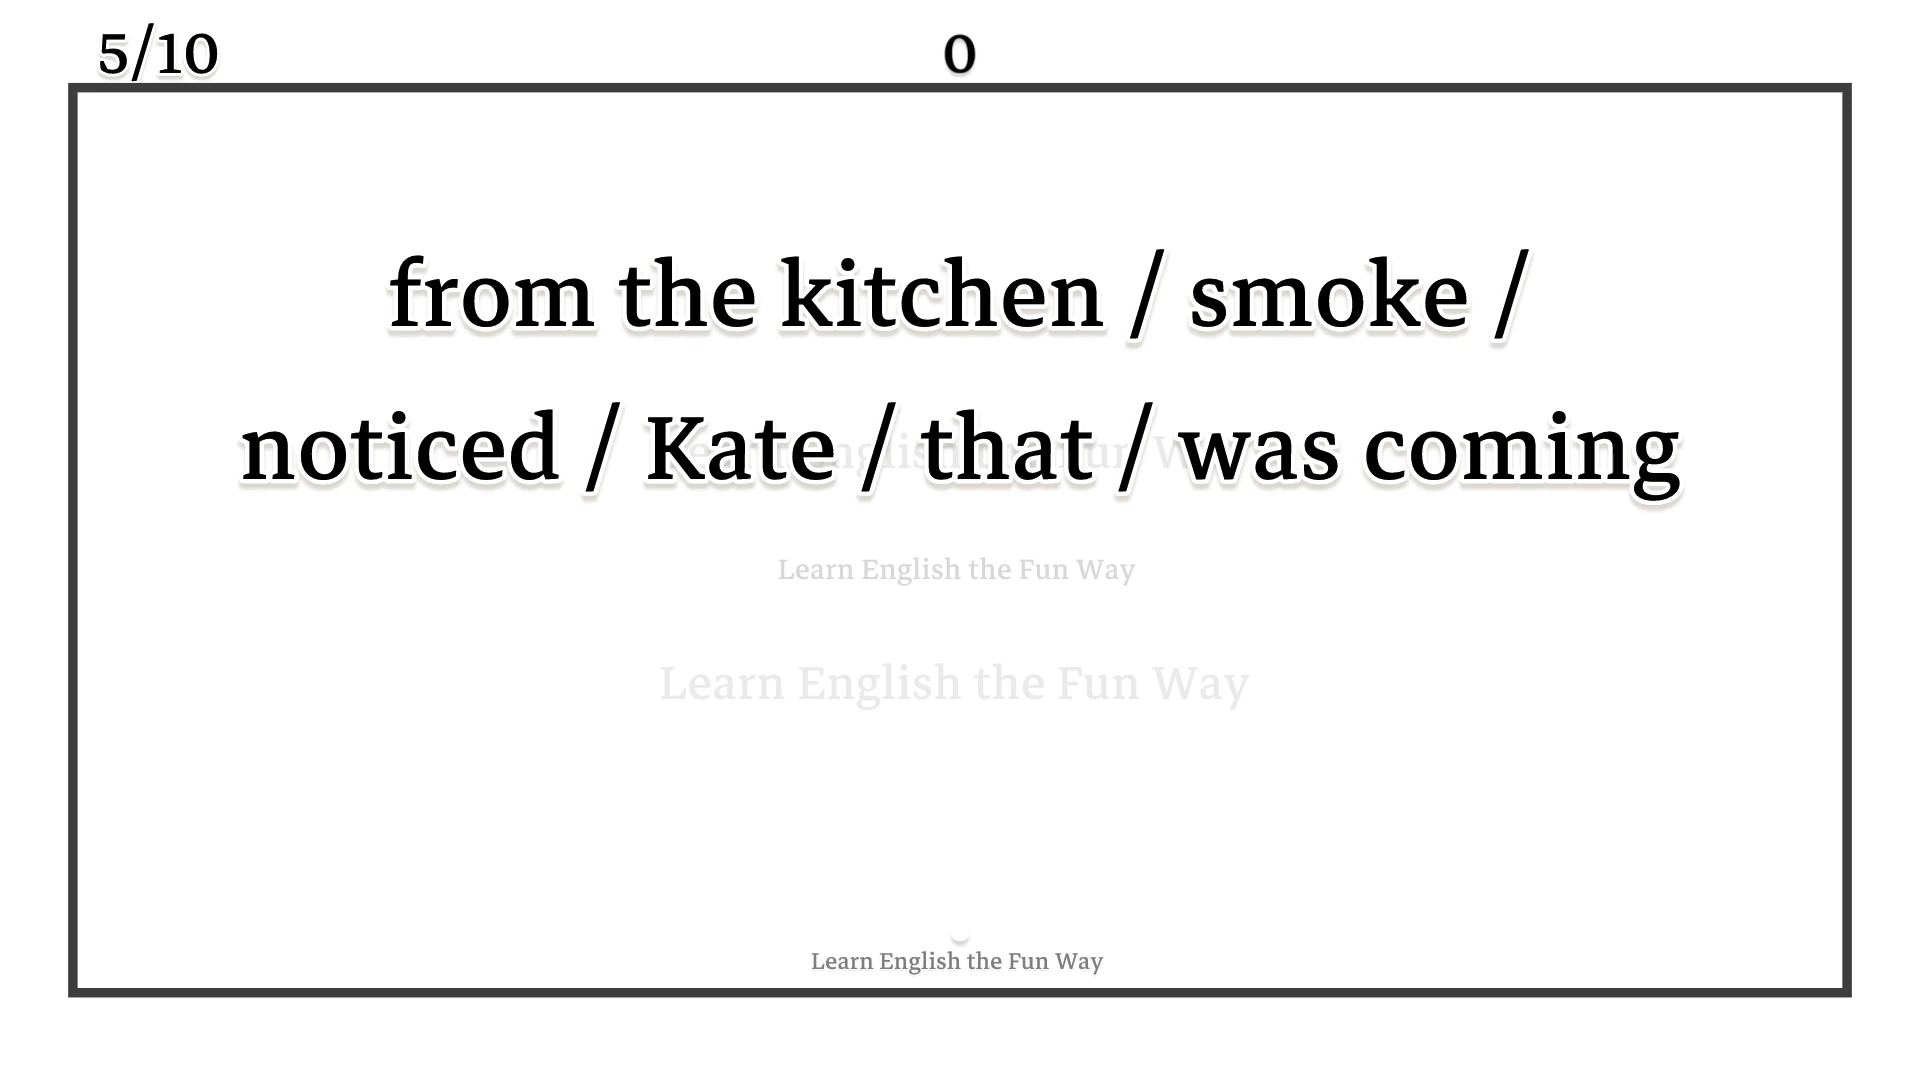 5/10
0
from the kitchen / smoke /
noticed / Kate / that / was coming
Learn English the Fun Way
Learn English the Fun Way
Learn English the Fun Way